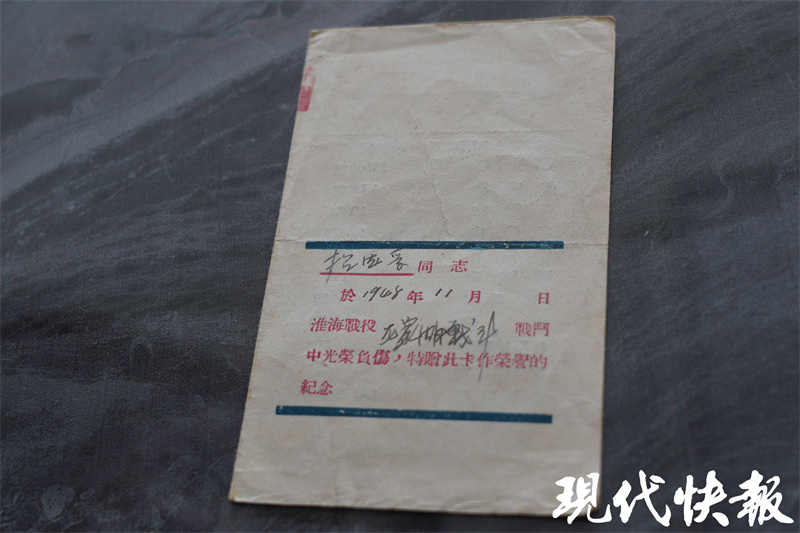 同志
於1948年11月 日
淮海戰役 戰鬥
中光榮負傷，特贈此卡作榮譽的
紀念
現代快報